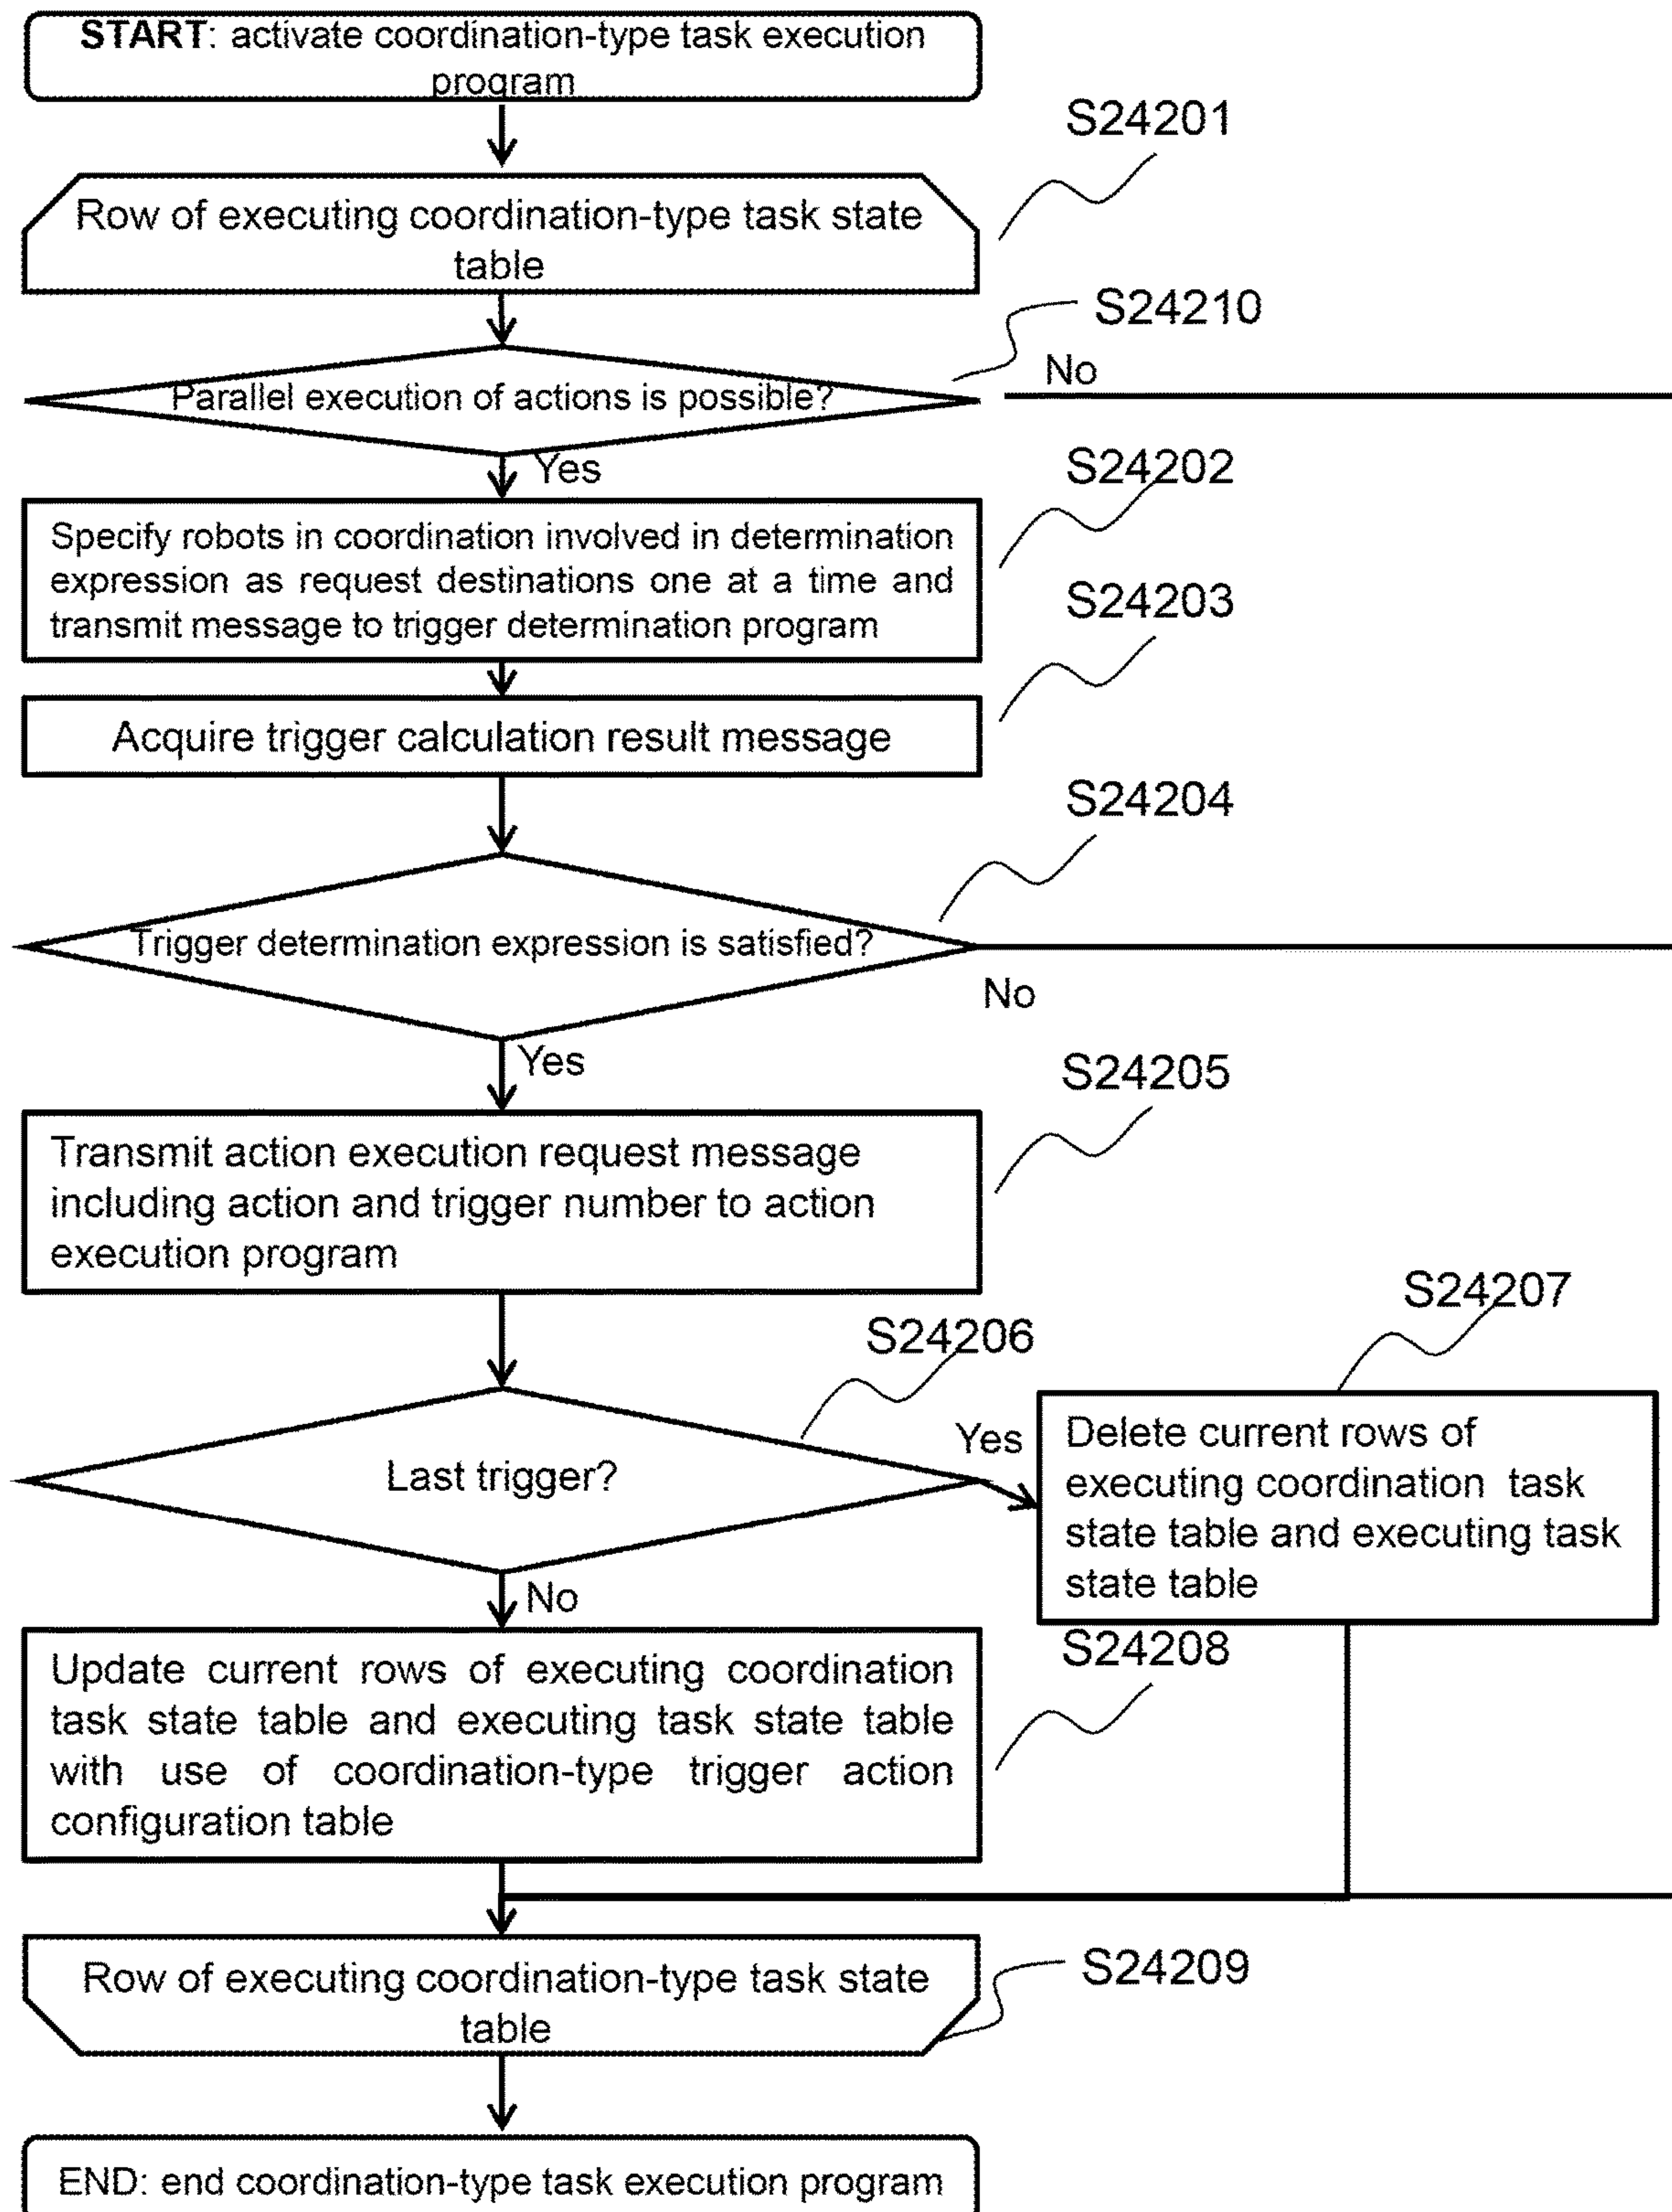 START: activate coordination-type task execution
program
S24201
Row of executing coordination-type task state
table
S24210
Parallel execution of actions is possible?
No
Yes
S24202
Specify robots in coordination involved in determination
expression as request destinations one at a time and
transmit message to trigger determination program
S24203
Acquire trigger calculation result message
S24204
Trigger determination expression is satisfied?
No
Yes
S24205
Transmit action execution request message
including action and trigger number to action
execution program
S24206
S24207
Last trigger?
Yes
Delete current rows of
executing coordination task
state table and executing task
state table
No
S24208
Update current rows of executing coordination
task state table and executing task state table
with use of coordination-type trigger action
configuration table
S24209
Row of executing coordination-type task state
table
END: end coordination-type task execution program